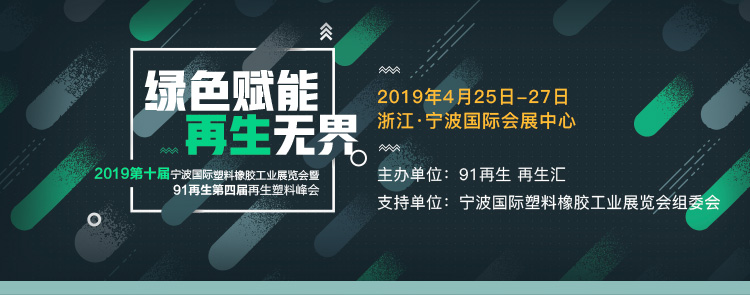 绿色赋能
再生无界
2019第十届宁波国际塑料橡胶工业展览会暨
91再生第四届再生塑料峰会
2019年4月25日-27日
浙江·宁波国际会展中心
主办单位：91再生 再生汇
支持单位：宁波国际塑料橡胶工业展览会组委会